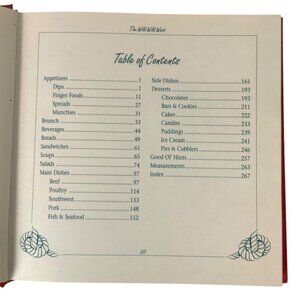 The Wild Wild West
Table of Contents
Appetizers 1
Dips 1
Finger Foods 11
Spreads 27
Munchies 31
Brunch 33
Beverages 44
Breads 49
Sandwiches 61
Soups 65
Salads 74
Main Dishes 97
Beef 97
Poultry 114
Southwest 133
Pork 148
Fish & Seafood 152
Side Dishes 161
Desserts 193
Chocolates 193
Bars & Cookies 211
Cakes 222
Candies 233
Puddings 239
Ice Cream 241
Pies & Cobblers 246
Good Ol' Hints 257
Measurements 263
Index 267